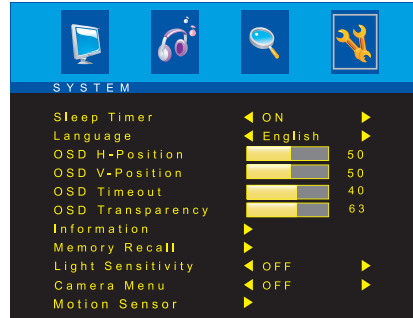 SYSTEM
Sleep Timer ON
Language English
OSD H-Position 50
OSD V-Position 50
OSD Timeout 40
OSD Transparency 63
Information
Memory Recall
Light Sensitivity OFF
Camera Menu OFF
Motion Sensor